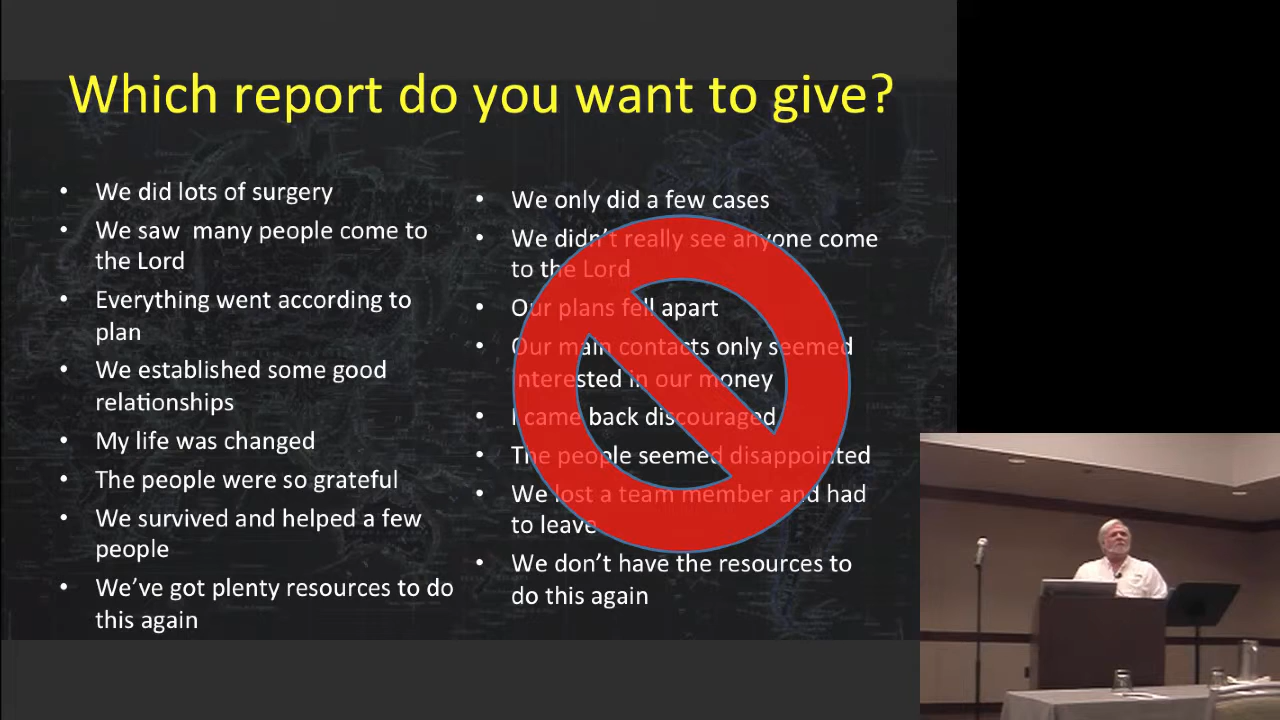 Which report do you want to give?
• We did lots of surgery
• We saw many people come to
the Lord
• Everything went according to
plan
• We established some good
relationships
• My life was changed
• The people were so grateful
• We survived and helped a few
people
• We've got plenty resources to do
this again
• We only did a few cases
• We didn't really see anyone come
to the Lord
• Our plans fell apart
• Our main contacts only seemed
interested in our money
• I came back discouraged
• The people seemed disappointed
• We lost a team member and had
to leave
• We don't have the resources to
do this again